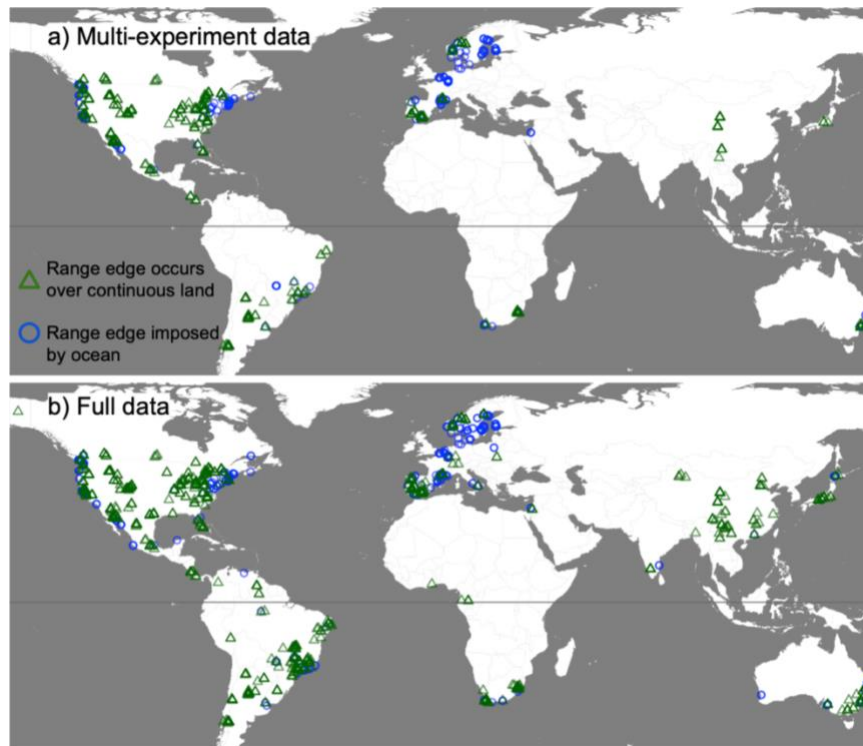 a) Multi-experiment data
Range edge occurs
over continuous land
Range edge imposed
by ocean
b) Full data